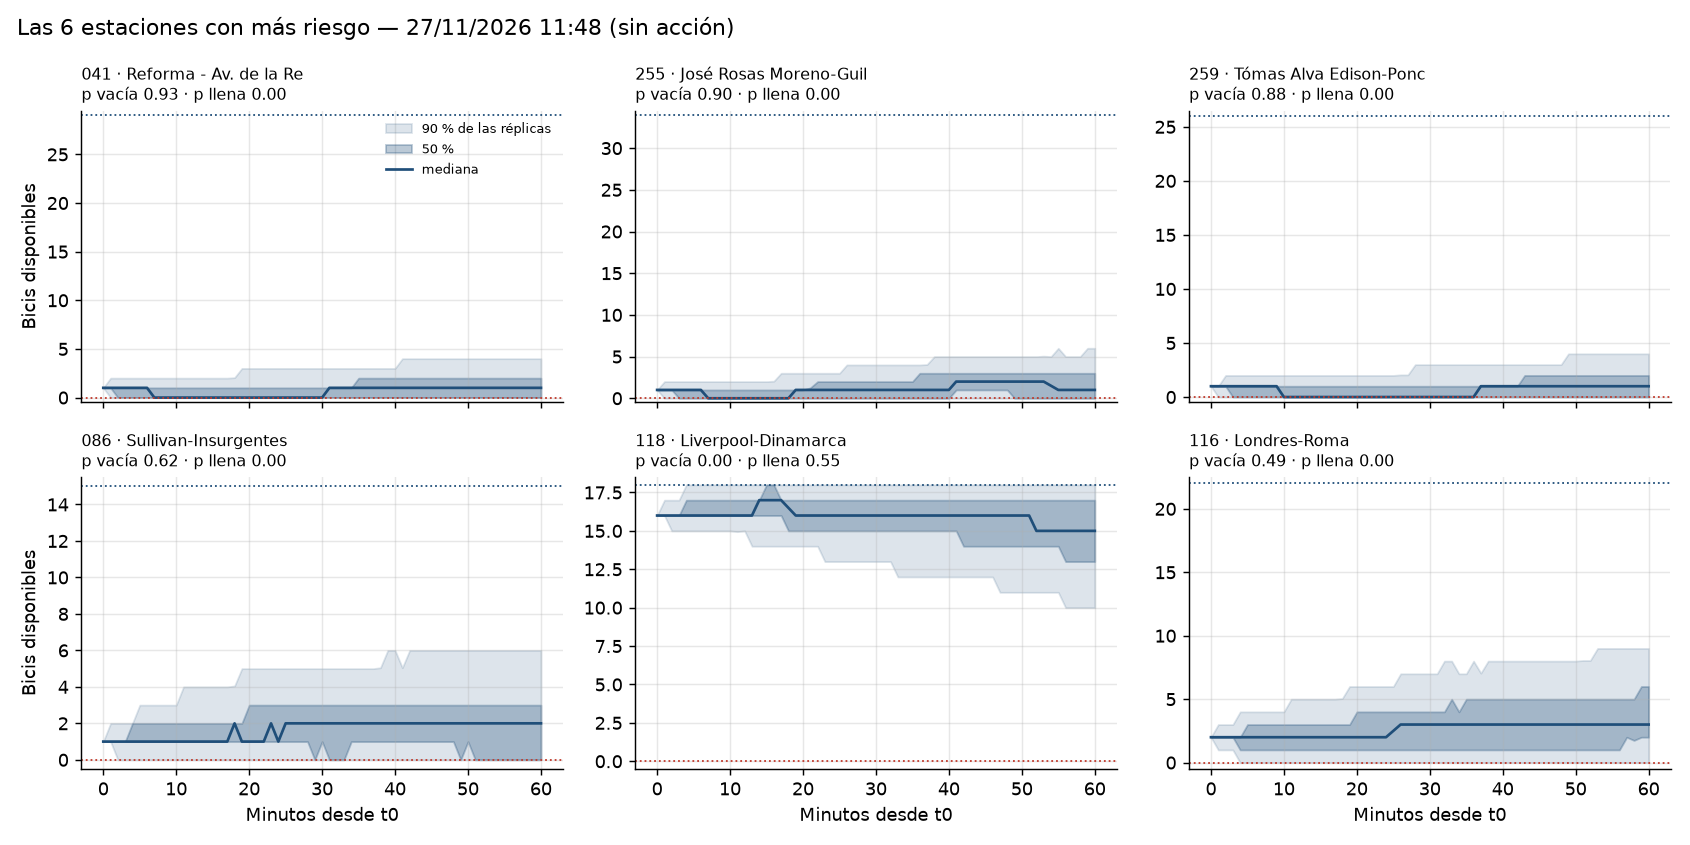 Las 6 estaciones con más riesgo — 27/11/2026 11:48 (sin acción)
041 · Reforma - Av. de la Re
p vacía 0.93 · p llena 0.00
255 · José Rosas Moreno-Guil
p vacía 0.90 · p llena 0.00
259 · Tómas Alva Edison-Ponc
p vacía 0.88 · p llena 0.00
90 % de las réplicas
50 %
mediana
Bicis disponibles
25
20
15
10
5
0
30
25
20
15
10
5
0
25
20
15
10
5
0
086 · Sullivan-Insurgentes
p vacía 0.62 · p llena 0.00
118 · Liverpool-Dinamarca
p vacía 0.00 · p llena 0.55
116 · Londres-Roma
p vacía 0.49 · p llena 0.00
Bicis disponibles
14
12
10
8
6
4
2
0
0 10 20 30 40 50 60
Minutos desde t0
17.5
15.0
12.5
10.0
7.5
5.0
2.5
0.0
0 10 20 30 40 50 60
Minutos desde t0
20
15
10
5
0
0 10 20 30 40 50 60
Minutos desde t0